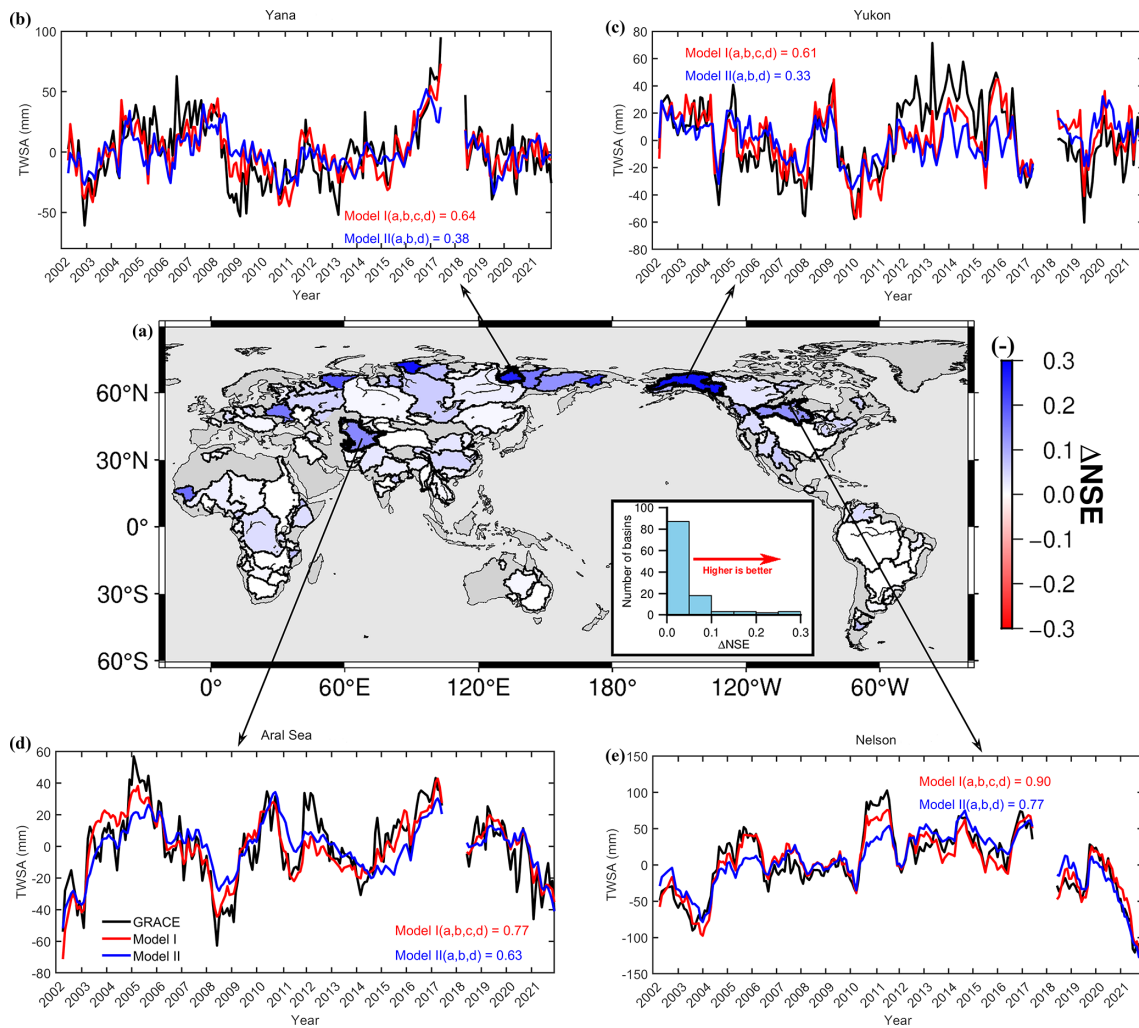 (b)
Yana
TWSA (mm)
100
50
0
-50
Model I(a,b,c,d) = 0.64
Model II(a,b,d) = 0.38
2002 2003 2004 2005 2006 2007 2008 2009 2010 2011 2012 2013 2014 2015 2016 2017 2018 2019 2020 2021
Year
(c)
Yukon
TWSA (mm)
80
60
40
20
0
-20
-40
-60
-80
Model I(a,b,c,d) = 0.61
Model II(a,b,d) = 0.33
2002 2003 2004 2005 2006 2007 2008 2009 2010 2011 2012 2013 2014 2015 2016 2017 2018 2019 2020 2021
Year
(a)
60°N
30°N
0°
30°S
60°S
0° 60°E 120°E 180° 120°W 60°W
Number of basins
100
80
60
40
20
0
Higher is better
0.0 0.1 0.2 0.3
ΔNSE
(-)
0.3
0.2
0.1
0.0
−0.1
−0.2
−0.3
ΔNSE
(d)
Aral Sea
TWSA (mm)
60
40
20
0
-20
-40
-60
-80
GRACE
Model I
Model II
Model I(a,b,c,d) = 0.77
Model II(a,b,d) = 0.63
2002 2003 2004 2005 2006 2007 2008 2009 2010 2011 2012 2013 2014 2015 2016 2017 2018 2019 2020 2021
Year
(e)
Nelson
TWSA (mm)
150
100
50
0
-50
-100
-150
Model I(a,b,c,d) = 0.90
Model II(a,b,d) = 0.77
2002 2003 2004 2005 2006 2007 2008 2009 2010 2011 2012 2013 2014 2015 2016 2017 2018 2019 2020 2021
Year